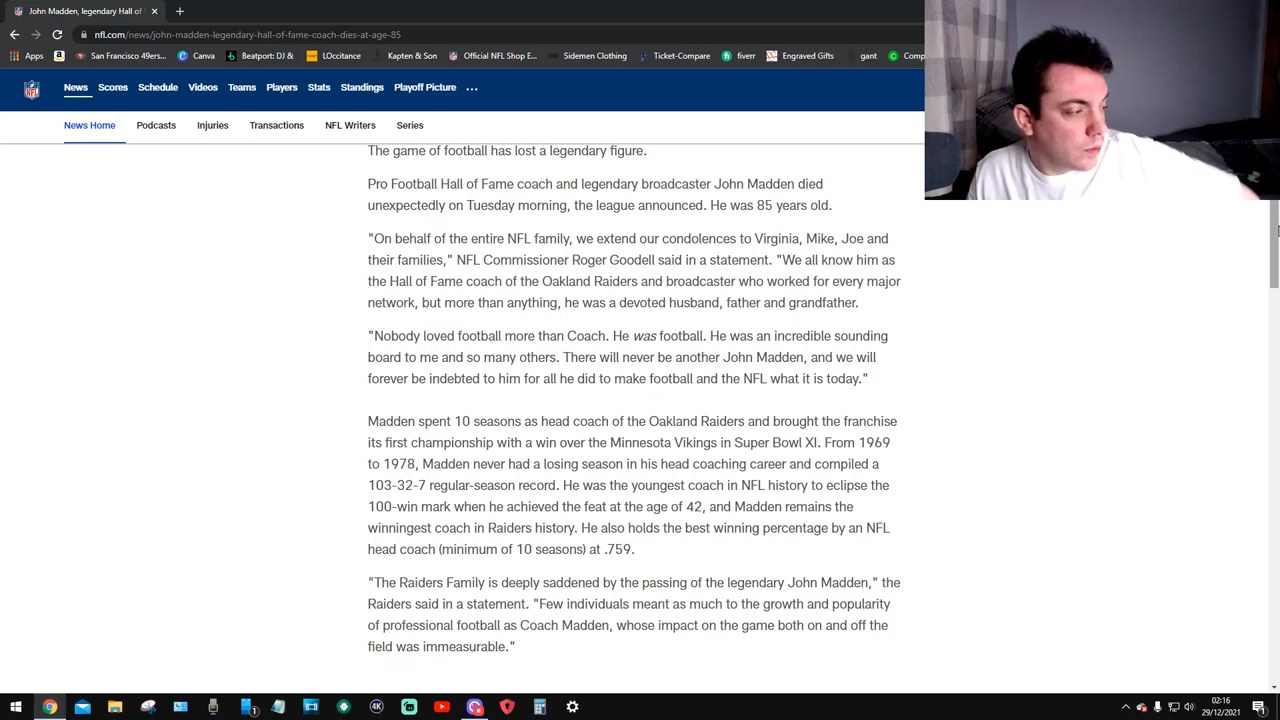 John Madden, legendary Hall of
nfl.com/news/john-madden-legendary-hall-of-fame-coach-dies-at-age-85
Apps San Francisco 49ers... Canva Beatport: DJ & LOccitance Kapten & Son Official NFL Shop E... Sidemen Clothing Ticket-Compare fiverr Engraved Gifts gant Comp
News Scores Schedule Videos Teams Players Stats Standings Playoff Picture ...
News Home Podcasts Injuries Transactions NFL Writers Series
The game of football has lost a legendary figure.
Pro Football Hall of Fame coach and legendary broadcaster John Madden died
unexpectedly on Tuesday morning, the league announced. He was 85 years old.
"On behalf of the entire NFL family, we extend our condolences to Virginia, Mike, Joe and
their families," NFL Commissioner Roger Goodell said in a statement. "We all know him as
the Hall of Fame coach of the Oakland Raiders and broadcaster who worked for every major
network, but more than anything, he was a devoted husband, father and grandfather.
"Nobody loved football more than Coach. He was football. He was an incredible sounding
board to me and so many others. There will never be another John Madden, and we will
forever be indebted to him for all he did to make football and the NFL what it is today."
Madden spent 10 seasons as head coach of the Oakland Raiders and brought the franchise
its first championship with a win over the Minnesota Vikings in Super Bowl XI. From 1969
to 1978, Madden never had a losing season in his head coaching career and compiled a
103-32-7 regular-season record. He was the youngest coach in NFL history to eclipse the
100-win mark when he achieved the feat at the age of 42, and Madden remains the
winningest coach in Raiders history. He also holds the best winning percentage by an NFL
head coach (minimum of 10 seasons) at .759.
"The Raiders Family is deeply saddened by the passing of the legendary John Madden," the
Raiders said in a statement. "Few individuals meant as much to the growth and popularity
of professional football as Coach Madden, whose impact on the game both on and off the
field was immeasurable."
4K
02:16
29/12/2021